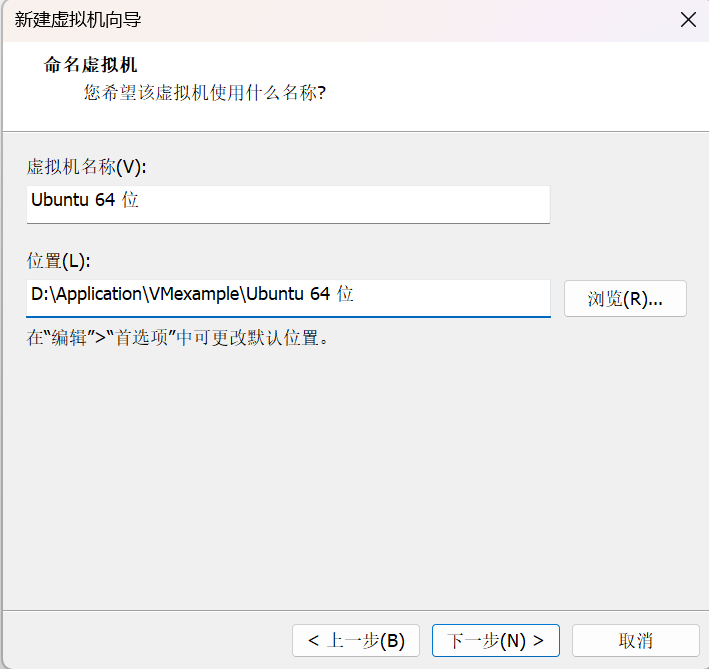 新建虚拟机向导
命名虚拟机
您希望该虚拟机使用什么名称?
虚拟机名称(V):
Ubuntu 64 位
位置(L):
D:\Application\VMexample\Ubuntu 64 位
浏览(R)...
在“编辑”>“首选项”中可更改默认位置。
< 上一步(B)
下一步(N) >
取消